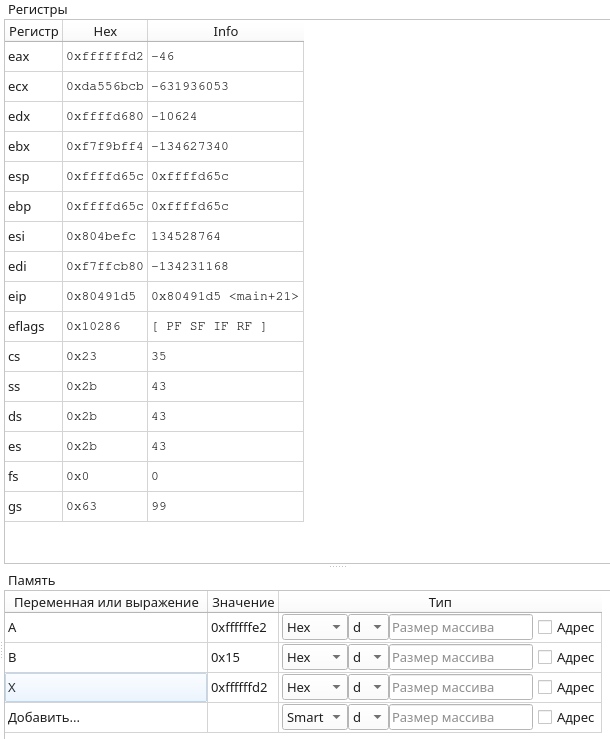 Регистры
Регистр Hex Info
eax 0xffffffd2 -46
ecx 0xda556bcb -631936053
edx 0xffffd680 -10624
ebx 0xf7f9bff4 -134627340
esp 0xffffd65c 0xffffd65c
ebp 0xffffd65c 0xffffd65c
esi 0x804befc 134528764
edi 0xf7ffcb80 -134231168
eip 0x80491d5 0x80491d5 <main+21>
eflags 0x10286 [ PF SF IF RF ]
cs 0x23 35
ss 0x2b 43
ds 0x2b 43
es 0x2b 43
fs 0x0 0
gs 0x63 99
Память
Переменная или выражение Значение Тип
A 0xffffffe2 Hex d Размер массива Адрес
B 0x15 Hex d Размер массива Адрес
X 0xffffffd2 Hex d Размер массива Адрес
Добавить... Smart d Размер массива Адрес